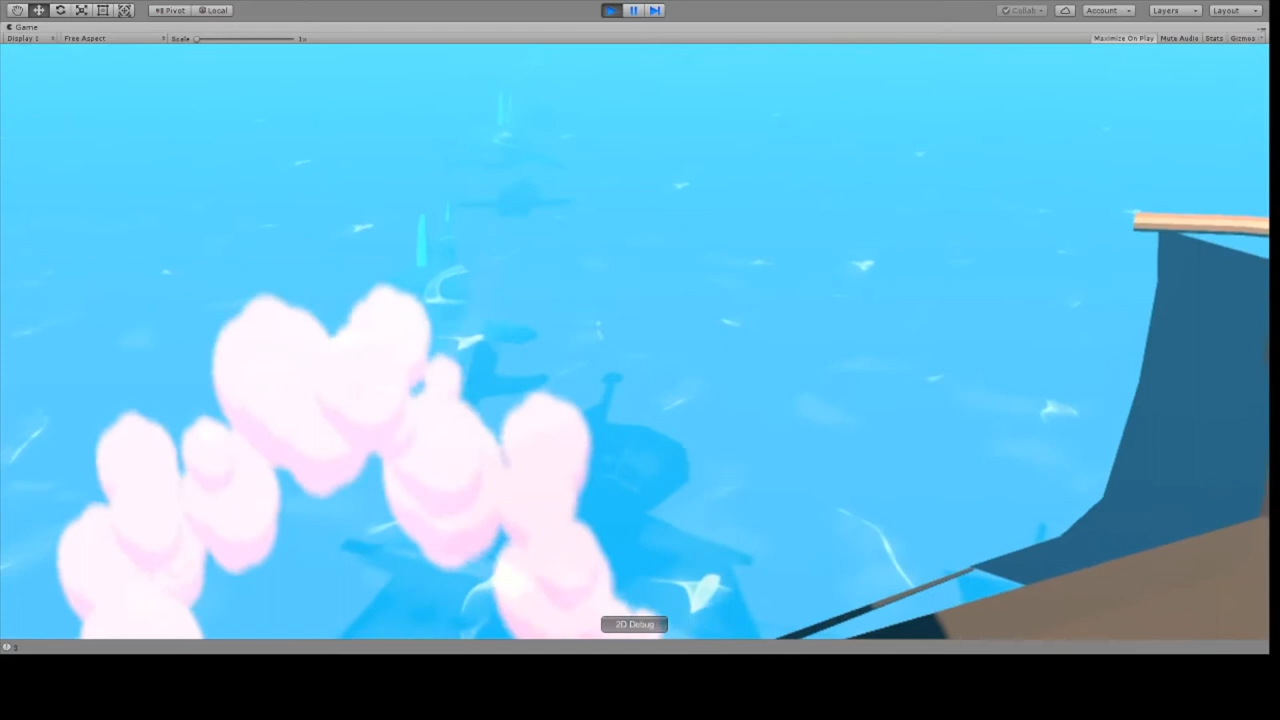 Pivot Local Collab Account Layers Layout
Game
Display 1 Free Aspect Scale 1x Maximize On Play Mute Audio Stats Gizmos
2D Debug
3